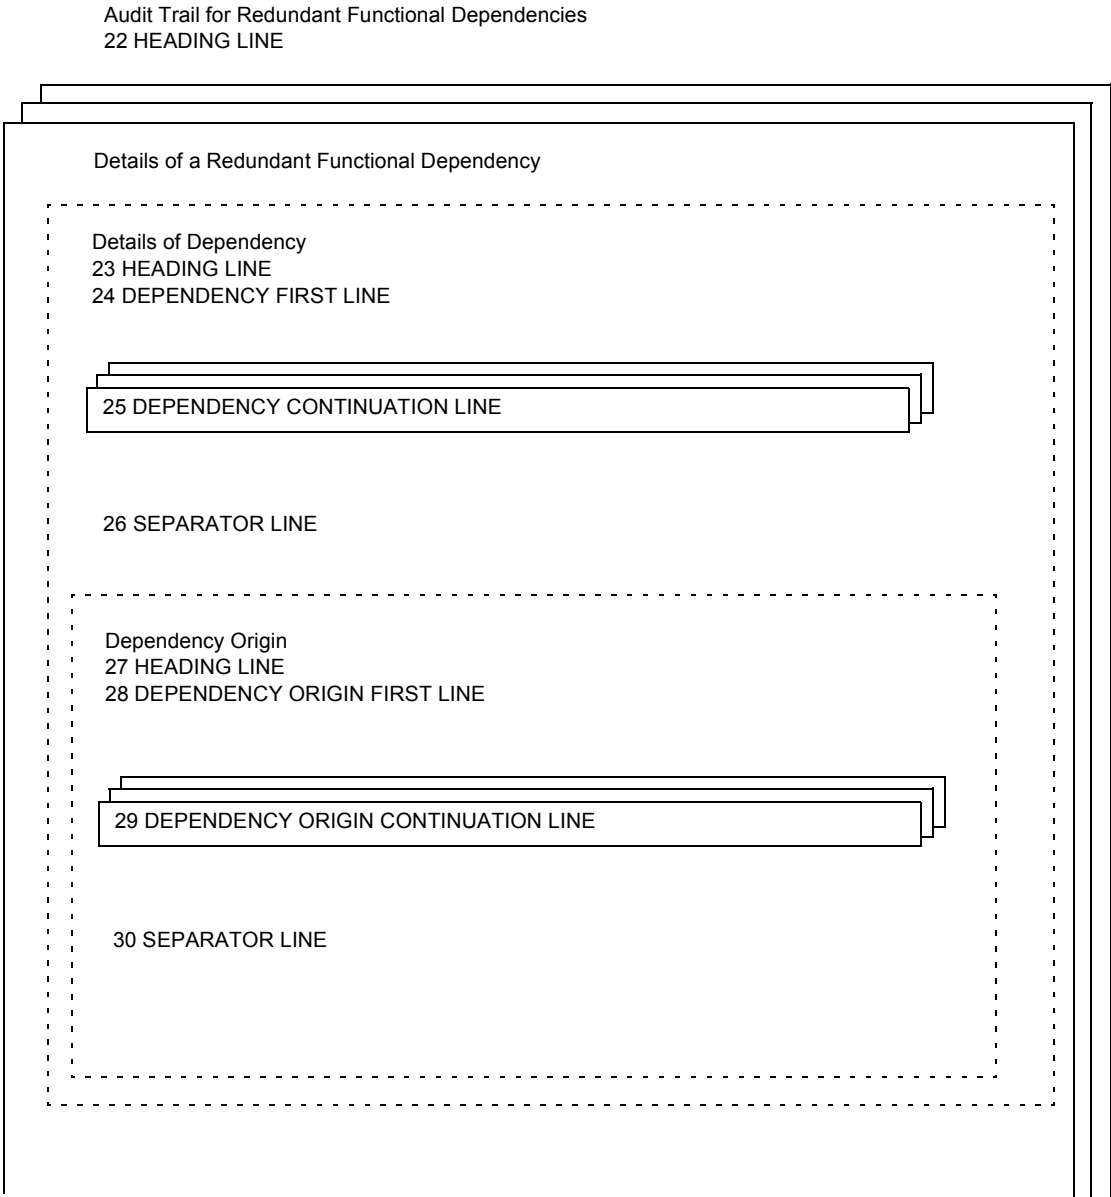 Audit Trail for Redundant Functional Dependencies
22 HEADING LINE
Details of a Redundant Functional Dependency
Details of Dependency
23 HEADING LINE
24 DEPENDENCY FIRST LINE
25 DEPENDENCY CONTINUATION LINE
26 SEPARATOR LINE
Dependency Origin
27 HEADING LINE
28 DEPENDENCY ORIGIN FIRST LINE
29 DEPENDENCY ORIGIN CONTINUATION LINE
30 SEPARATOR LINE